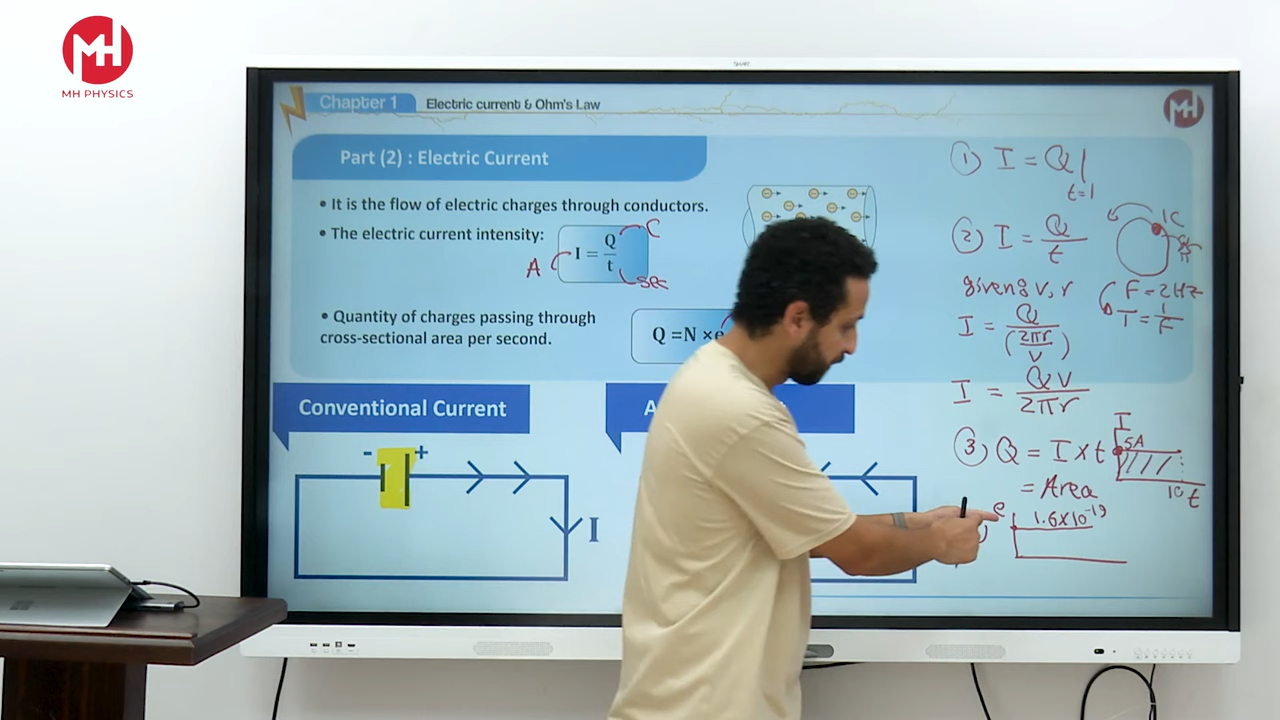 MH
MH PHYSICS
Chapter 1
Electric current & Ohm's Law
MH
Part (2) : Electric Current
• It is the flow of electric charges through conductors.
• The electric current intensity:
I = Q/t
A
C
sec
• Quantity of charges passing through
cross-sectional area per second.
Q =N ×e
Conventional Current
A
- +
I
① I = Q|
t=1
② I = Q/t
1C
given v, r
F = 2Hz
T = 1/F
I = Q/(2πr/v)
I = Qv/2πr
③ Q = I × t
I
5A
10 t
= Area
e
1.6×10⁻¹⁹